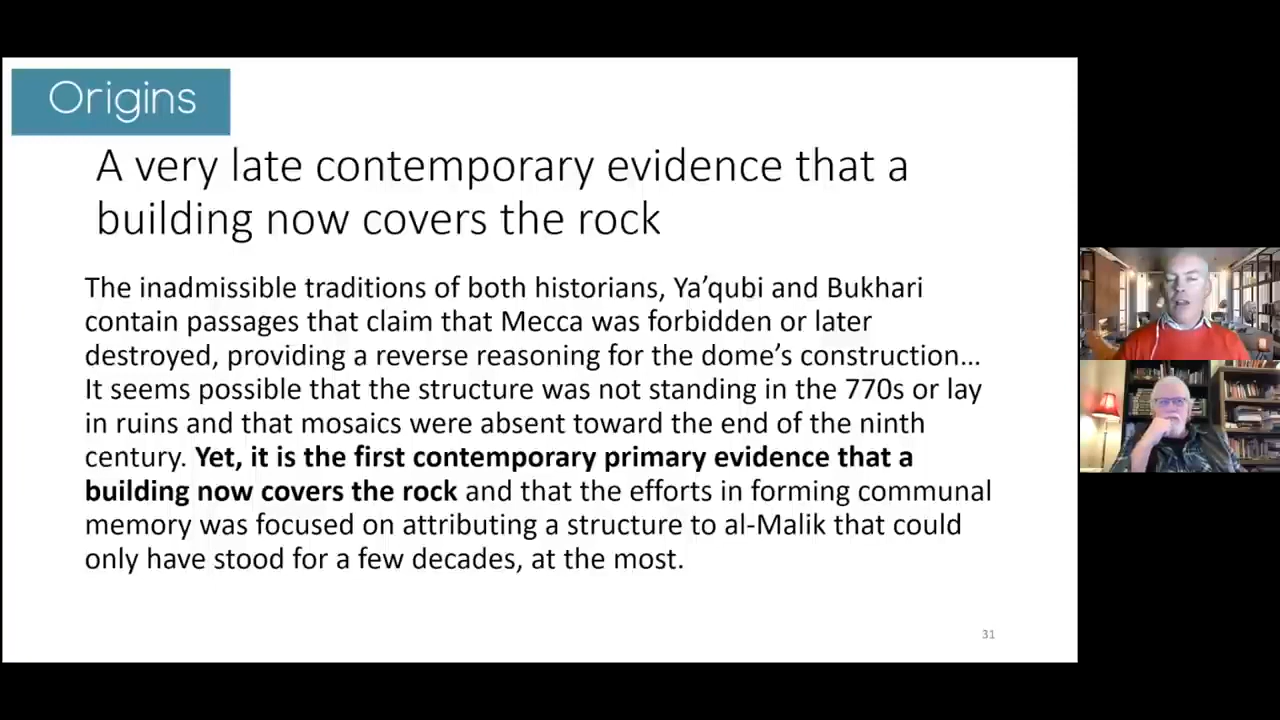 Origins
A very late contemporary evidence that a
building now covers the rock
The inadmissible traditions of both historians, Ya’qubi and Bukhari
contain passages that claim that Mecca was forbidden or later
destroyed, providing a reverse reasoning for the dome’s construction…
It seems possible that the structure was not standing in the 770s or lay
in ruins and that mosaics were absent toward the end of the ninth
century. Yet, it is the first contemporary primary evidence that a
building now covers the rock and that the efforts in forming communal
memory was focused on attributing a structure to al-Malik that could
only have stood for a few decades, at the most.
31